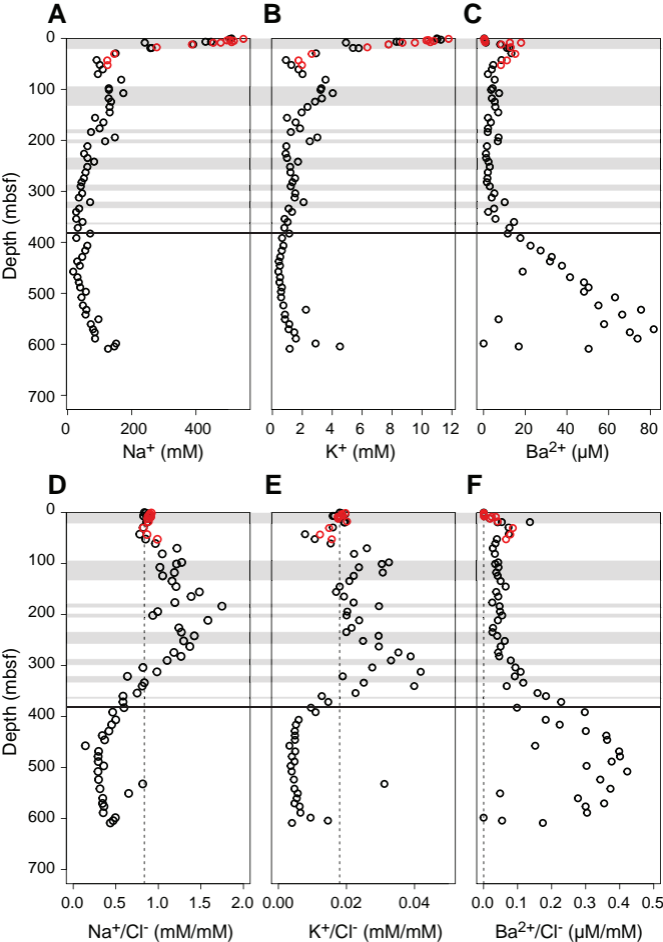 A B C
0 100 200 300 400 500 600 700
Depth (mbsf)
0 200 400
0 2 4 6 8 10 12
0 20 40 60 80
Na⁺ (mM) K⁺ (mM) Ba²⁺ (µM)
D E F
0 100 200 300 400 500 600 700
Depth (mbsf)
0.0 0.5 1.0 1.5 2.0
0.00 0.02 0.04
0.0 0.1 0.2 0.3 0.4 0.5
Na⁺/Cl⁻ (mM/mM) K⁺/Cl⁻ (mM/mM) Ba²⁺/Cl⁻ (µM/mM)